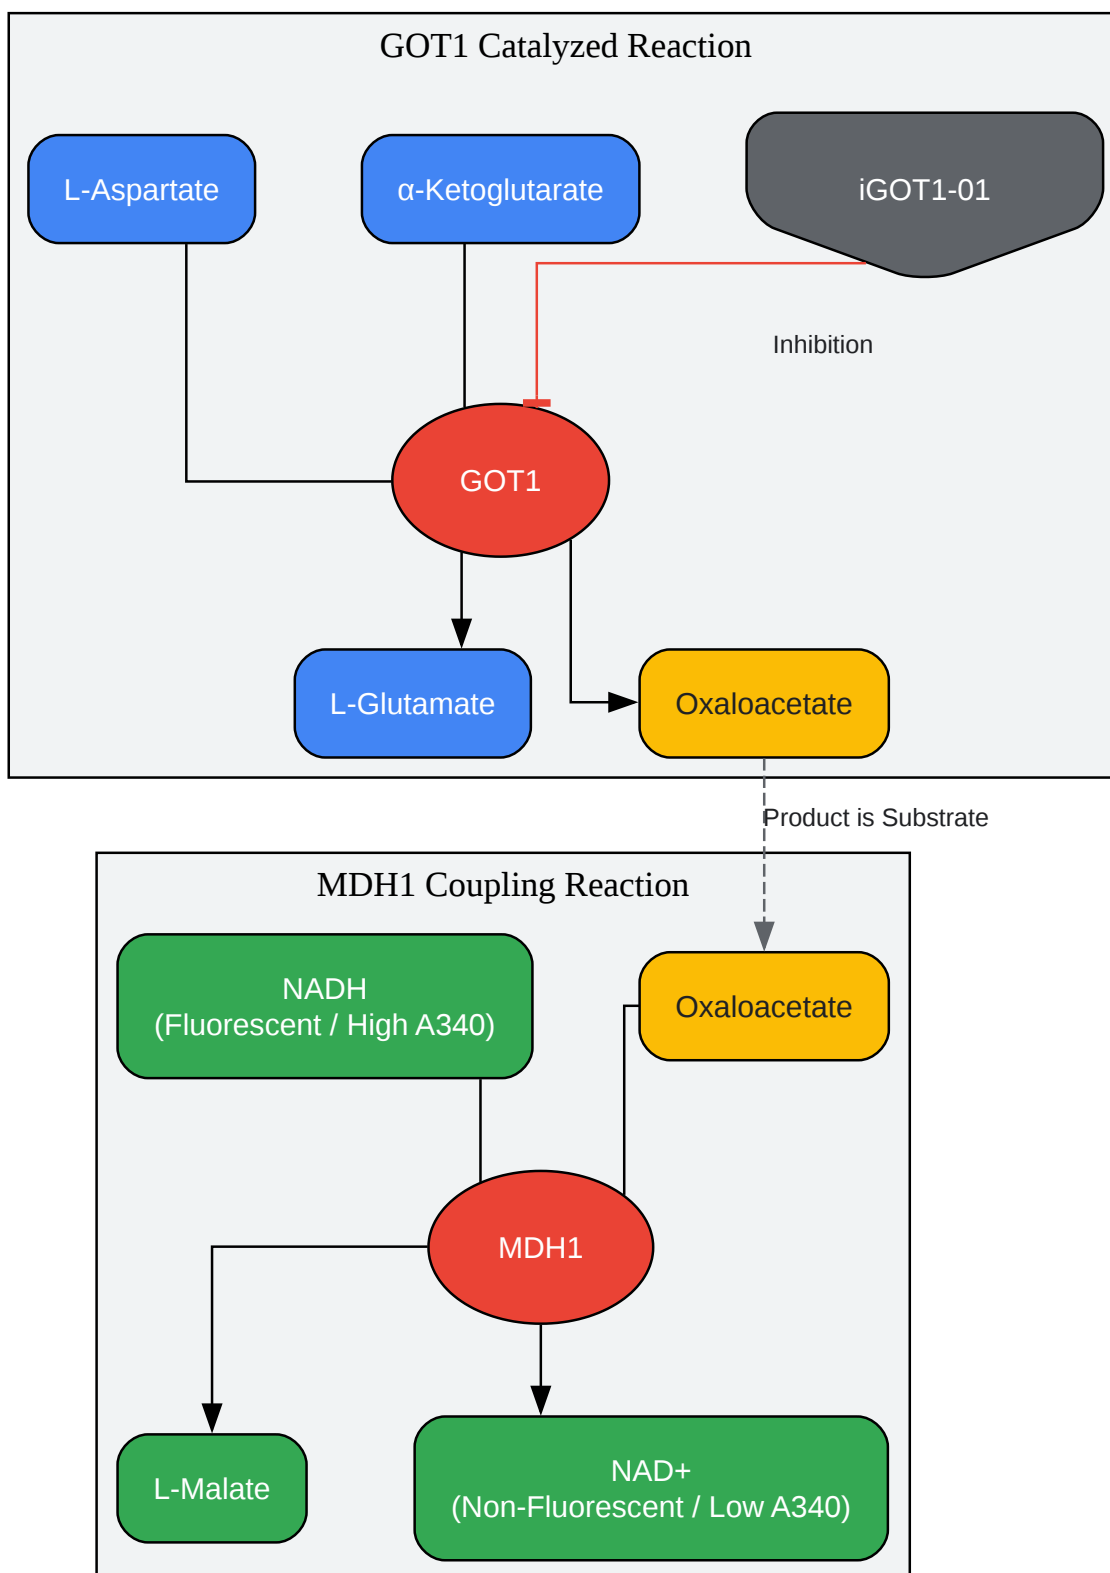 GOT1 Catalyzed Reaction
L-Aspartate
α-Ketoglutarate
iGOT1-01
Inhibition
GOT1
L-Glutamate
Oxaloacetate
Product is Substrate
MDH1 Coupling Reaction
NADH
(Fluorescent / High A340)
Oxaloacetate
MDH1
L-Malate
NAD+
(Non-Fluorescent / Low A340)